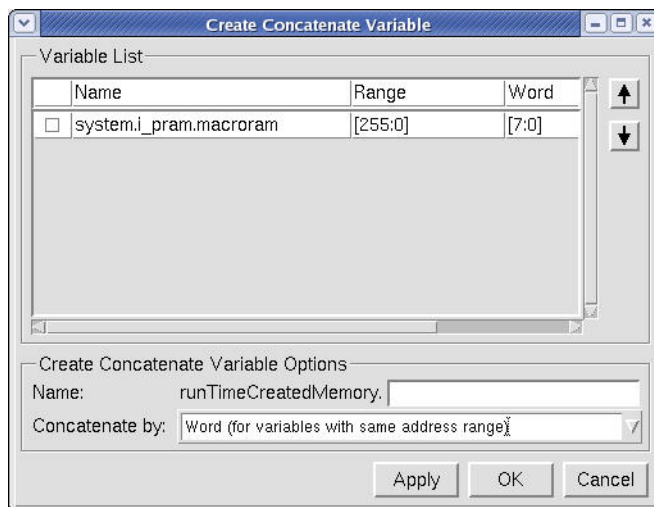 Create Concatenate Variable
Variable List
Name Range Word
system.i_pram.macroram [255:0] [7:0]
Create Concatenate Variable Options
Name: runTimeCreatedMemory.
Concatenate by: Word (for variables with same address range)
Apply OK Cancel